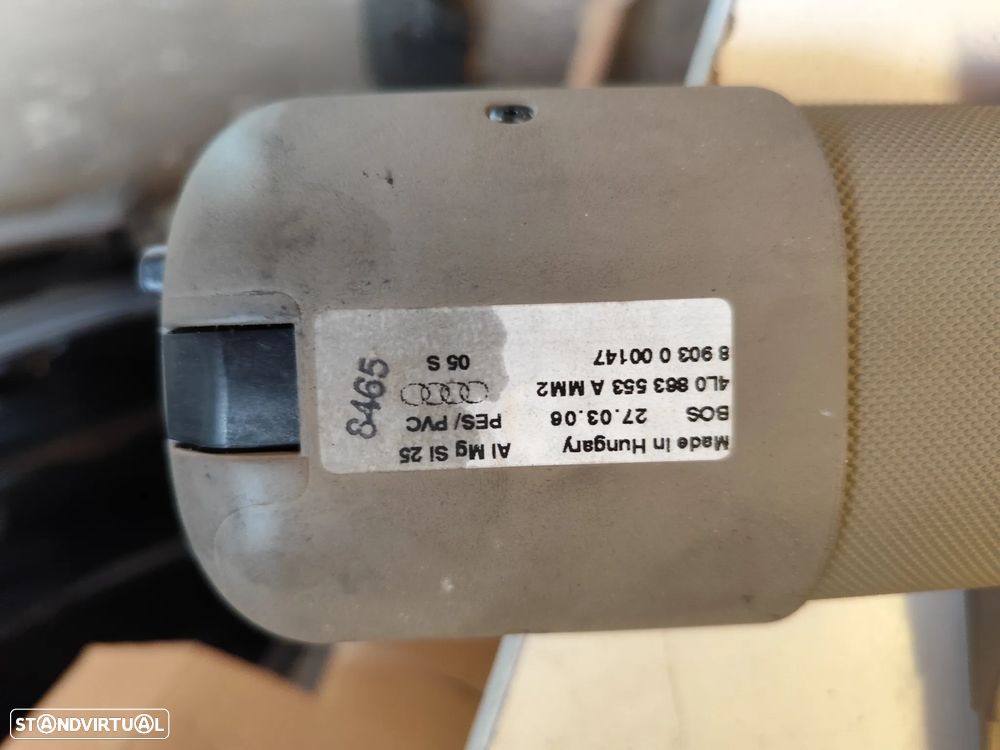 Made In Hungary Al Mg Si 25
BOS 27.03.06 PES/ PVC
4L0 863 553 A MM2
8 903 0 00147 05 S
8465
STANDVIRTUAL